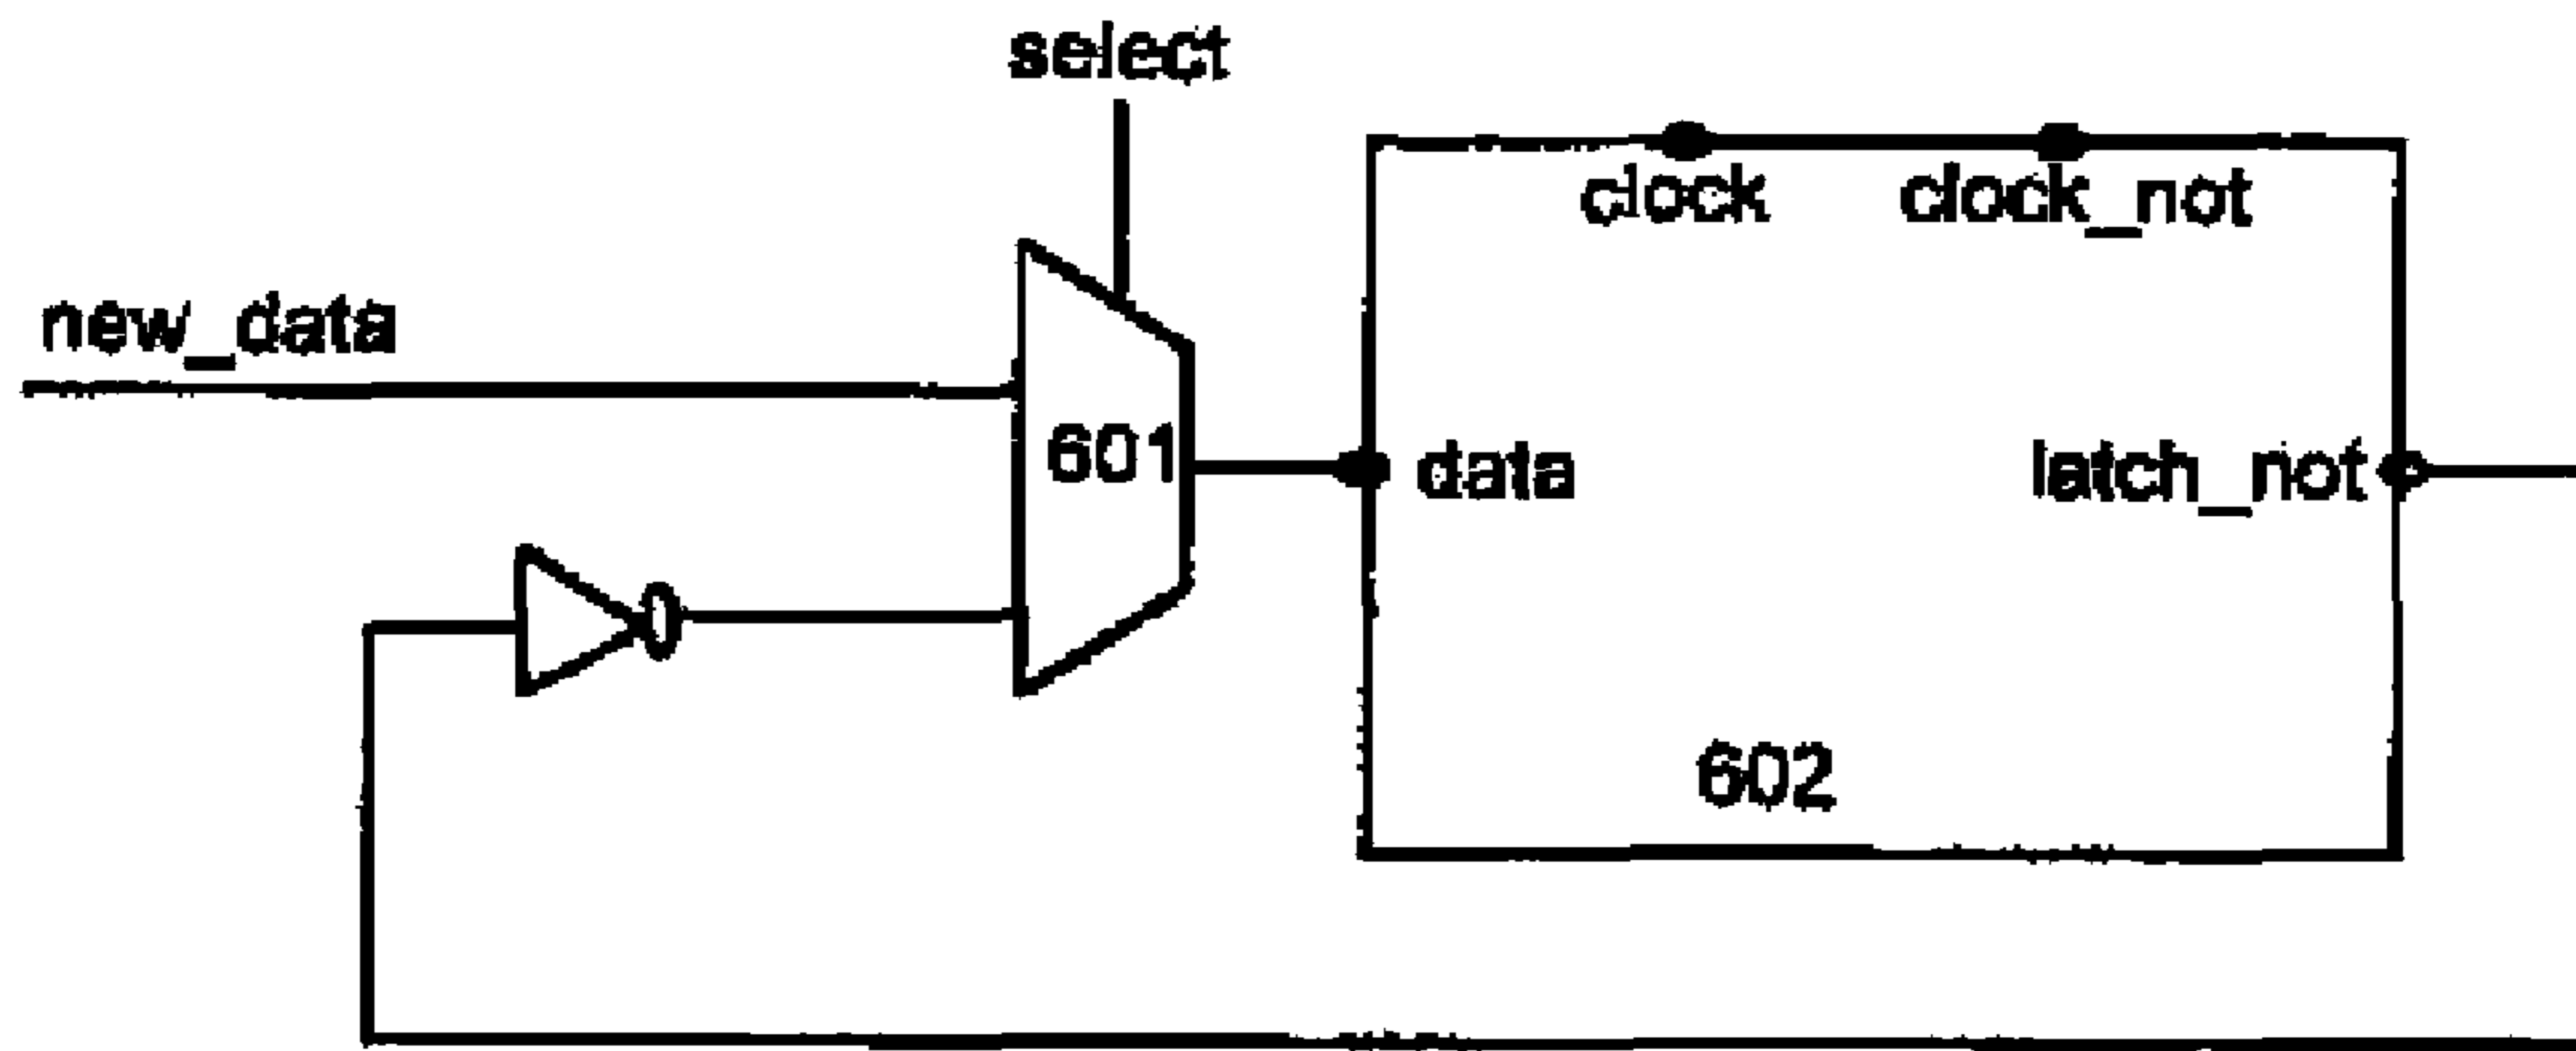 select
clock clock_not
new_data
601
data latch_not
602